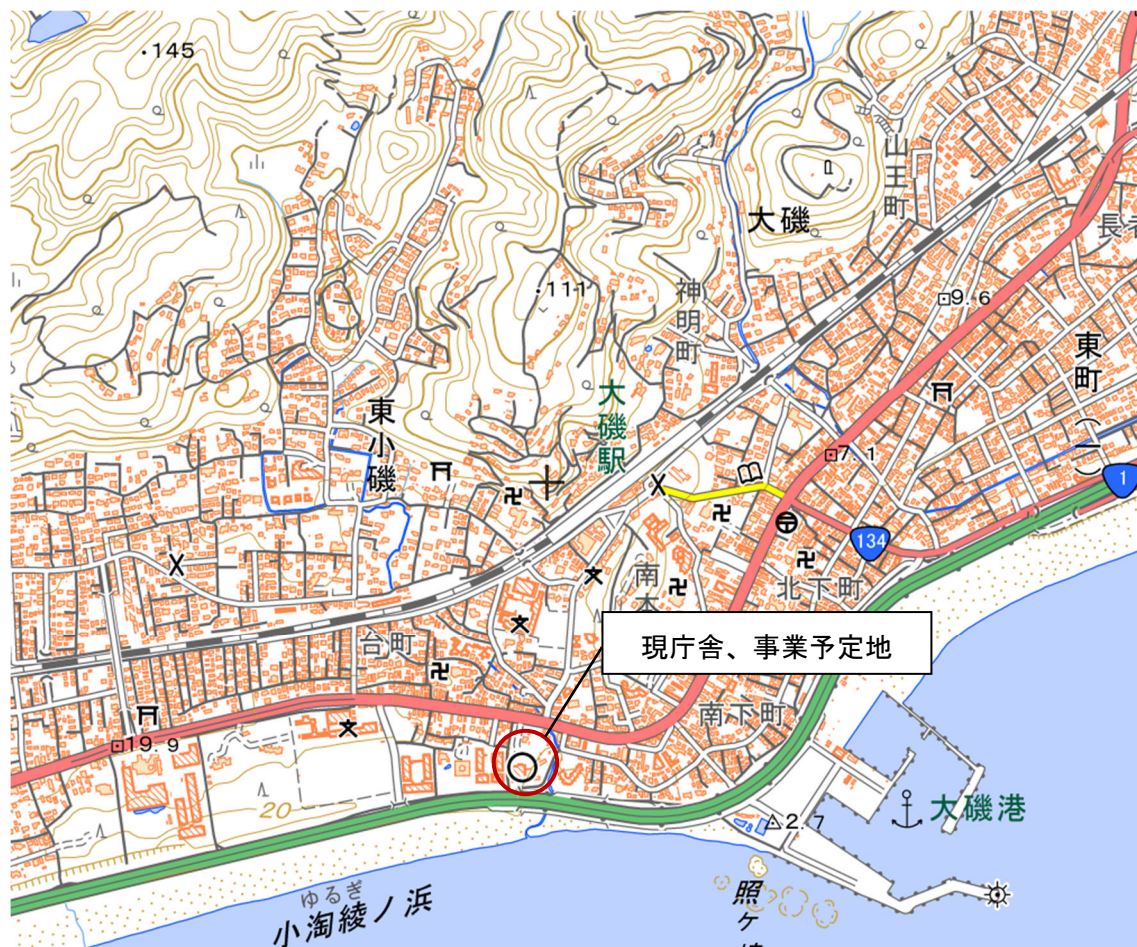 145
山王町
大磯
長者
111
神明町
9.6
東町(一)
大磯駅
東小磯
7.1
1
134
北下町
南本
現庁舎、事業予定地
台町
南下町
19.9
20
大磯港
2.7
ゆるぎ
小淘綾ノ浜
照ケ